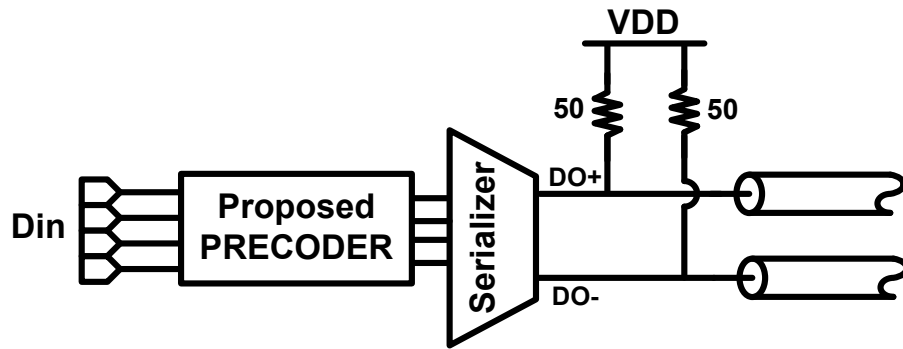 VDD
50
50
DO+
Din
Proposed
PRECODER
Serializer
DO-